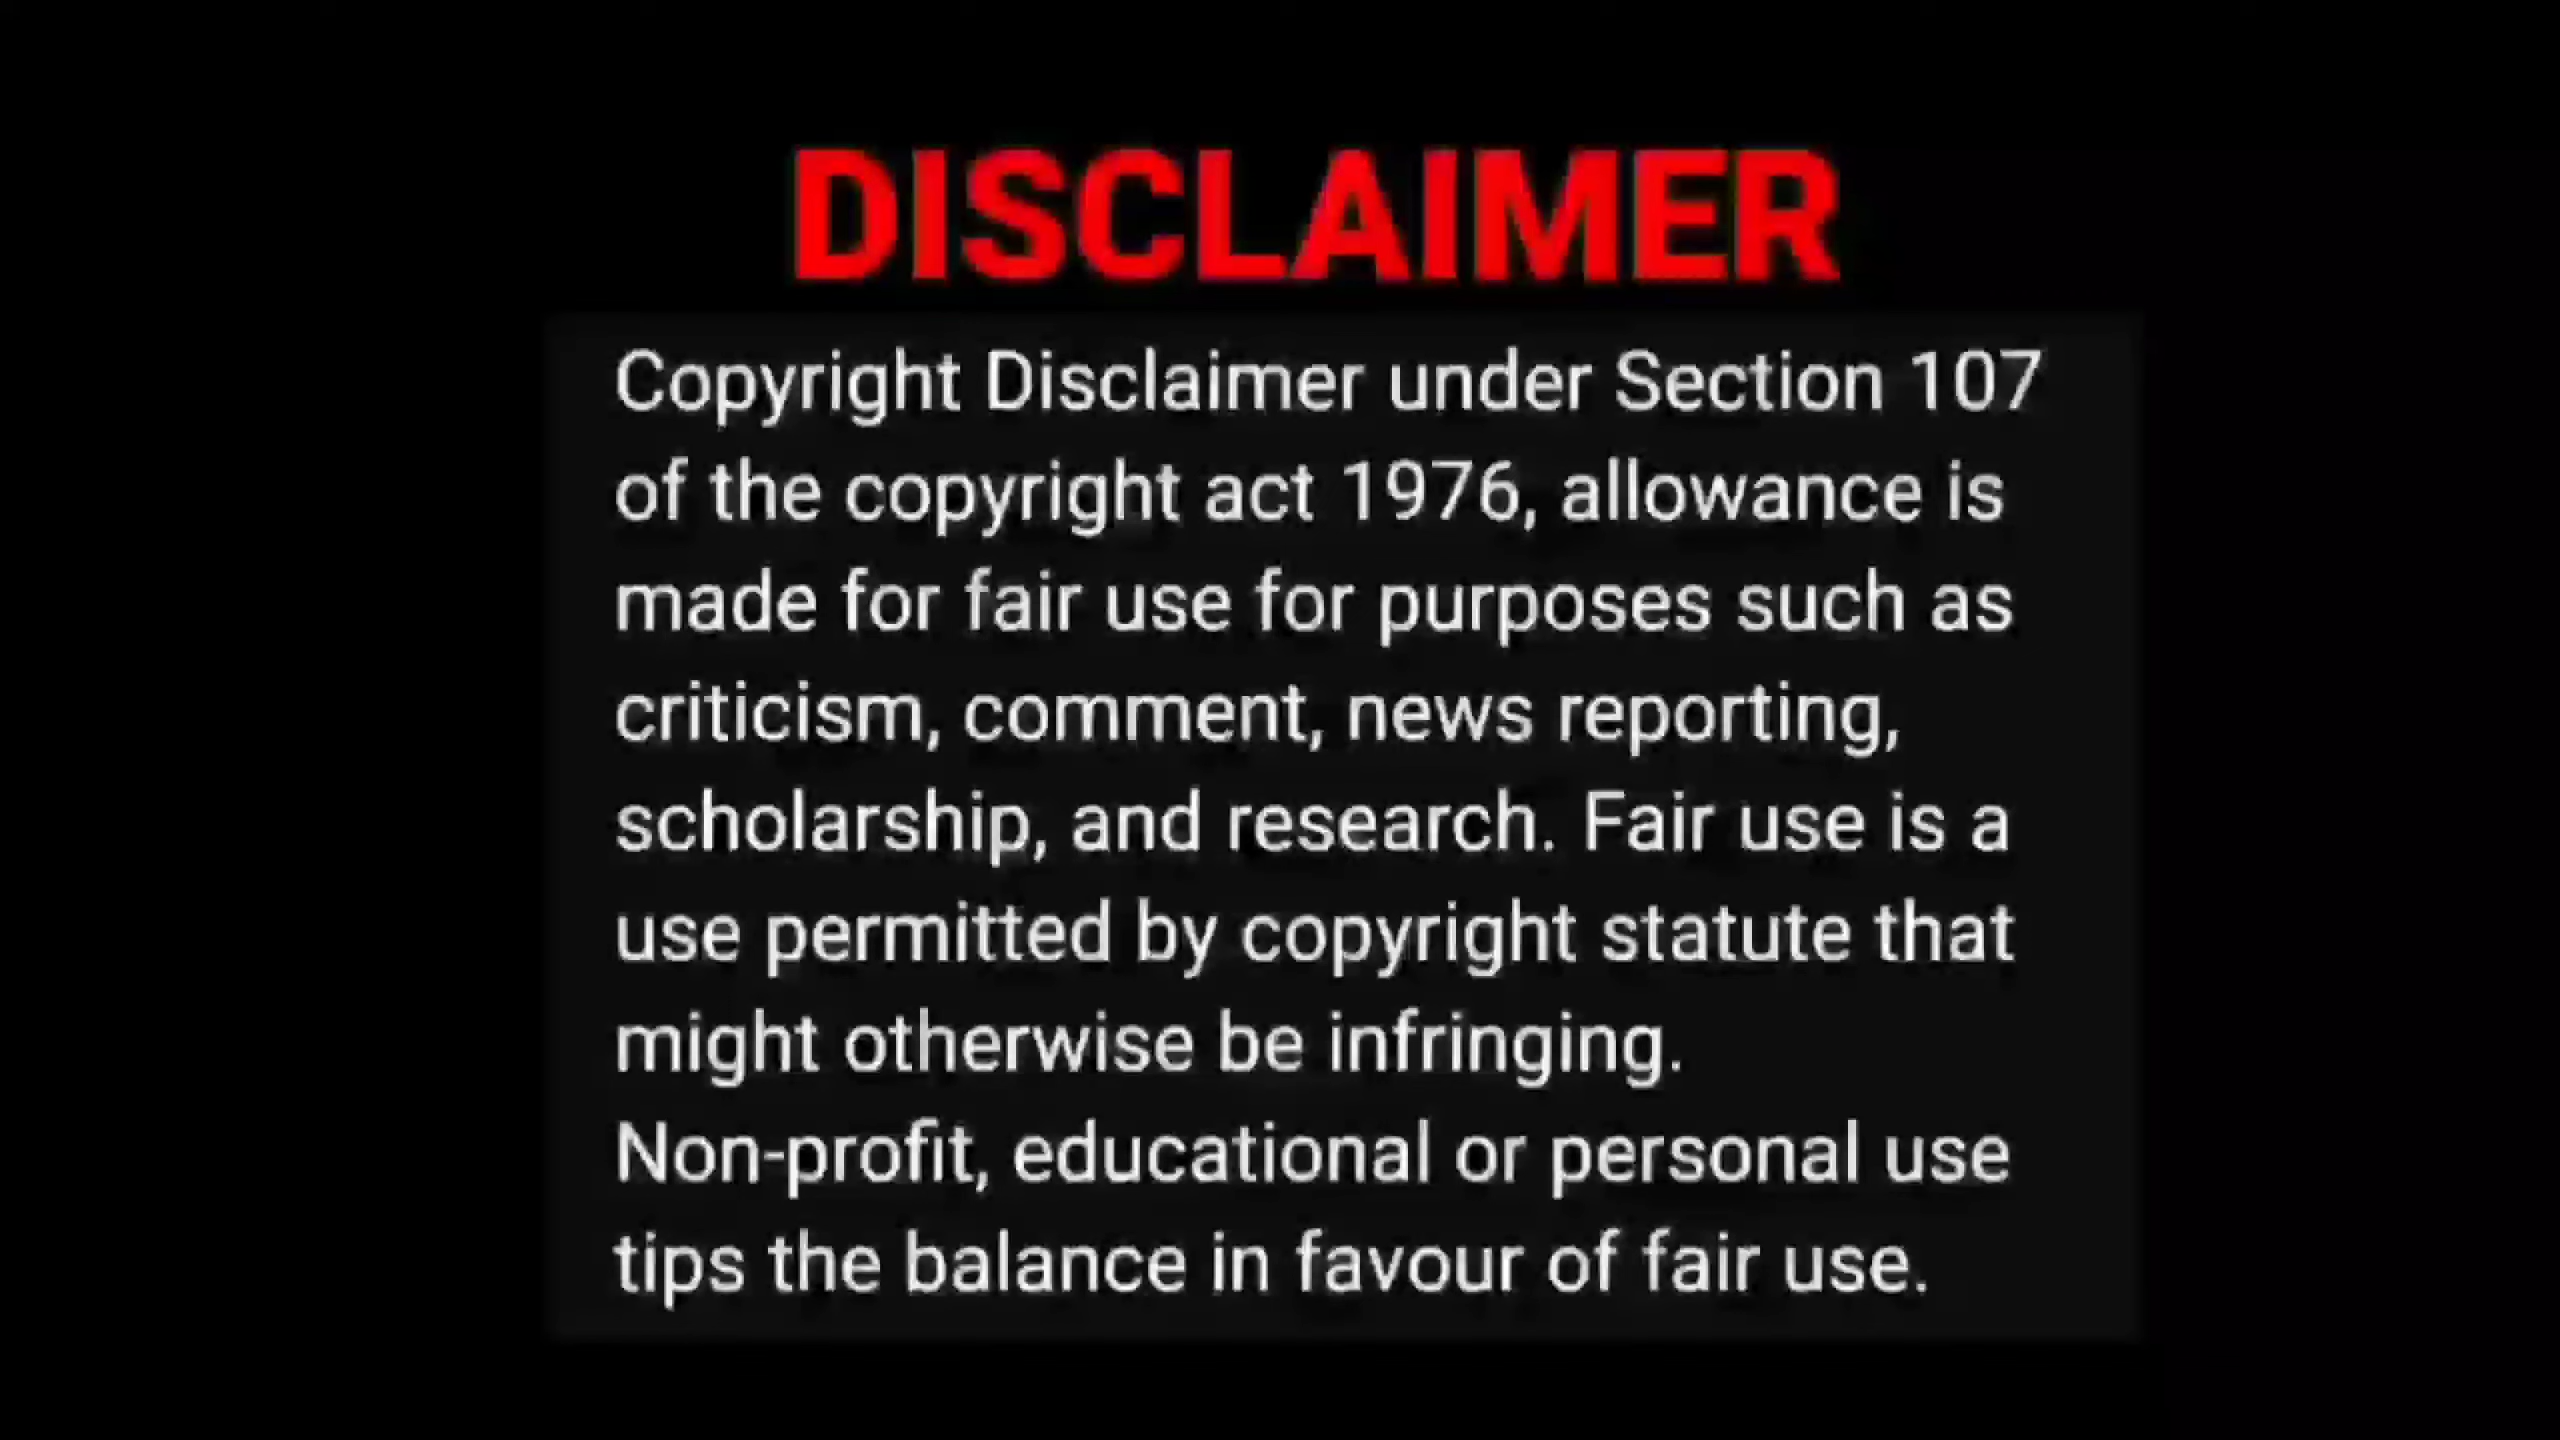 DISCLAIMER
Copyright Disclaimer under Section 107
of the copyright act 1976, allowance is
made for fair use for purposes such as
criticism, comment, news reporting,
scholarship, and research. Fair use is a
use permitted by copyright statute that
might otherwise be infringing.
Non-profit, educational or personal use
tips the balance in favour of fair use.